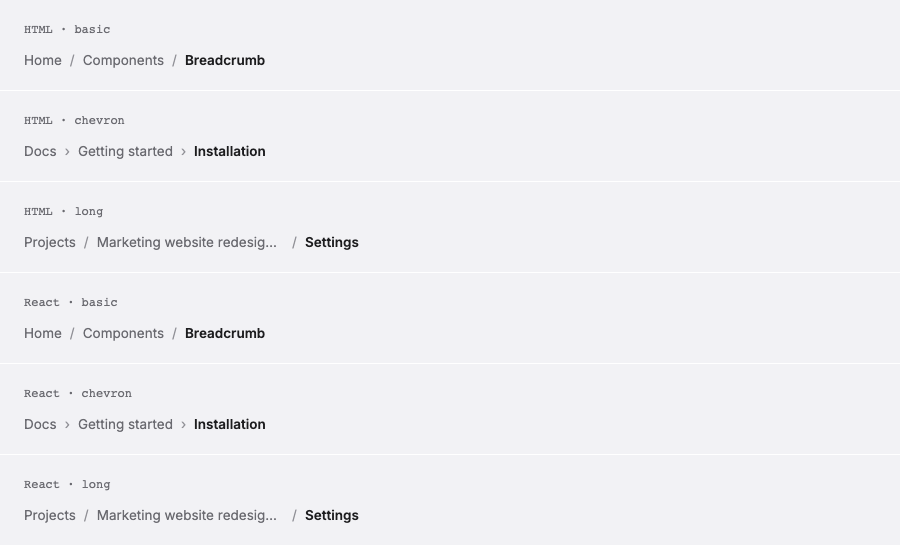 HTML · basic
Home / Components / Breadcrumb
HTML · chevron
Docs › Getting started › Installation
HTML · long
Projects / Marketing website redesig… / Settings
React · basic
Home / Components / Breadcrumb
React · chevron
Docs › Getting started › Installation
React · long
Projects / Marketing website redesig… / Settings